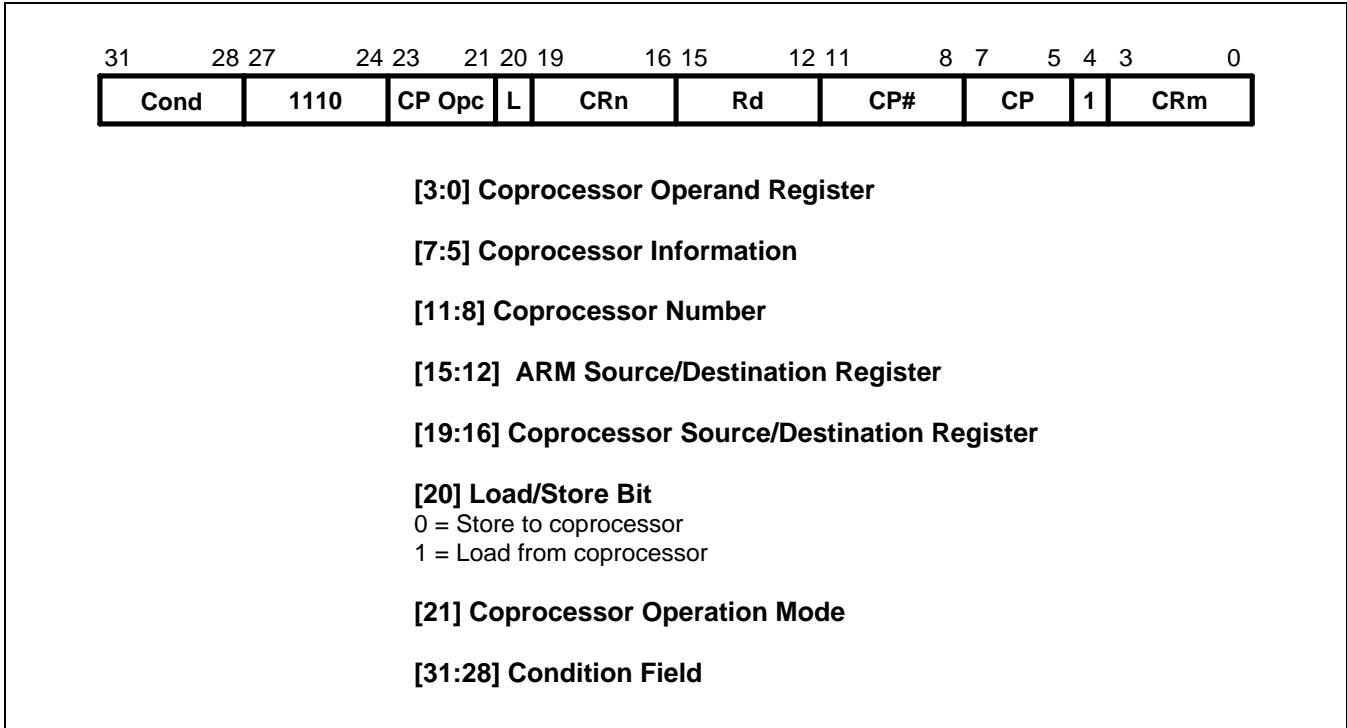 31 28 27 24 23 21 20 19 16 15 12 11 8 7 5 4 3 0
Cond 1110 CP Opc L CRn Rd CP# CP 1 CRm
[3:0] Coprocessor Operand Register
[7:5] Coprocessor Information
[11:8] Coprocessor Number
[15:12] ARM Source/Destination Register
[19:16] Coprocessor Source/Destination Register
[20] Load/Store Bit
0 = Store to coprocessor
1 = Load from coprocessor
[21] Coprocessor Operation Mode
[31:28] Condition Field